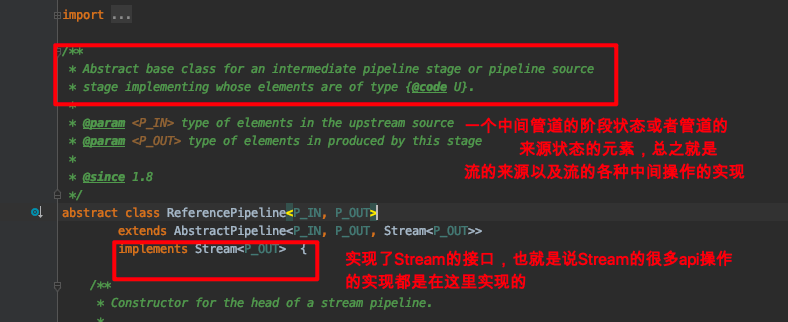 import ...
/**
* Abstract base class for an intermediate pipeline stage or pipeline source
* stage implementing whose elements are of type {@code U}.
*
* @param <P_IN> type of elements in the upstream source
* @param <P_OUT> type of elements in produced by this stage
*
* @since 1.8
*/
一个中间管道的阶段状态或者管道的
来源状态的元素，总之就是
流的来源以及流的各种中间操作的实现
abstract class ReferencePipeline<P_IN, P_OUT>
extends AbstractPipeline<P_IN, P_OUT, Stream<P_OUT>>
implements Stream<P_OUT> {
实现了Stream的接口，也就是说Stream的很多api操作
的实现都是在这里实现的
/**
* Constructor for the head of a stream pipeline.
*